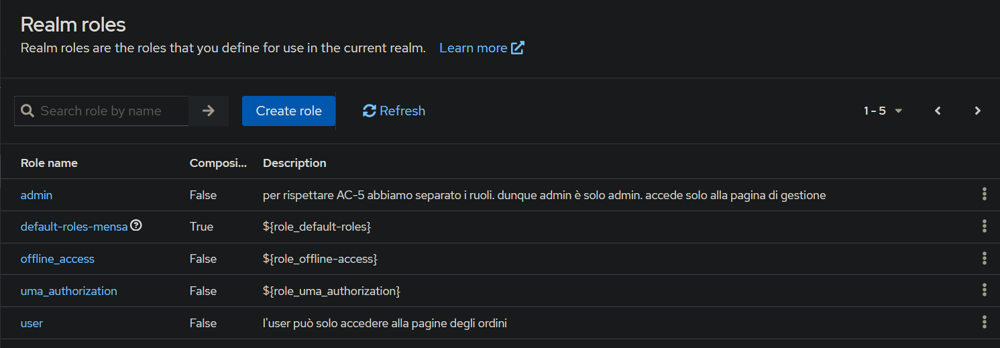 Realm roles
Realm roles are the roles that you define for use in the current realm. Learn more
Search role by name Create role Refresh 1 - 5
Role name Composi... Description
admin False per rispettare AC-5 abbiamo separato i ruoli. dunque admin è solo admin. accede solo alla pagina di gestione
default-roles-mensa True ${role_default-roles}
offline_access False ${role_offline-access}
uma_authorization False ${role_uma_authorization}
user False l'user può solo accedere alla pagine degli ordini